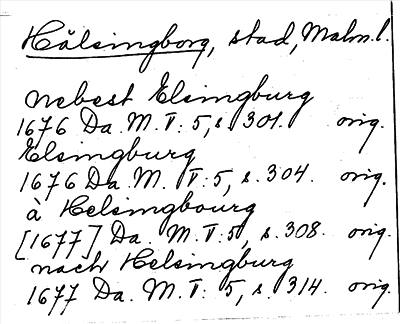 Hälsingborg, stad, Malm. l.
nebest Elsingburg
1676 Da. M. V: 5, s. 301. orig.
Elsingburg
1676 Da. M. V: 5, s. 304. orig.
à Helsingbourg
[1677] Da. M. V: 5, s. 308. orig.
nach Helsingburg
1677 Da. M. V: 5, s. 314. orig.